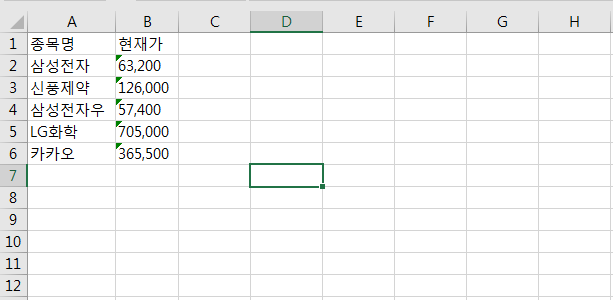 A B C D E F G H
1 종목명 현재가
2 삼성전자 63,200
3 신풍제약 126,000
4 삼성전자우 57,400
5 LG화학 705,000
6 카카오 365,500
7
8
9
10
11
12